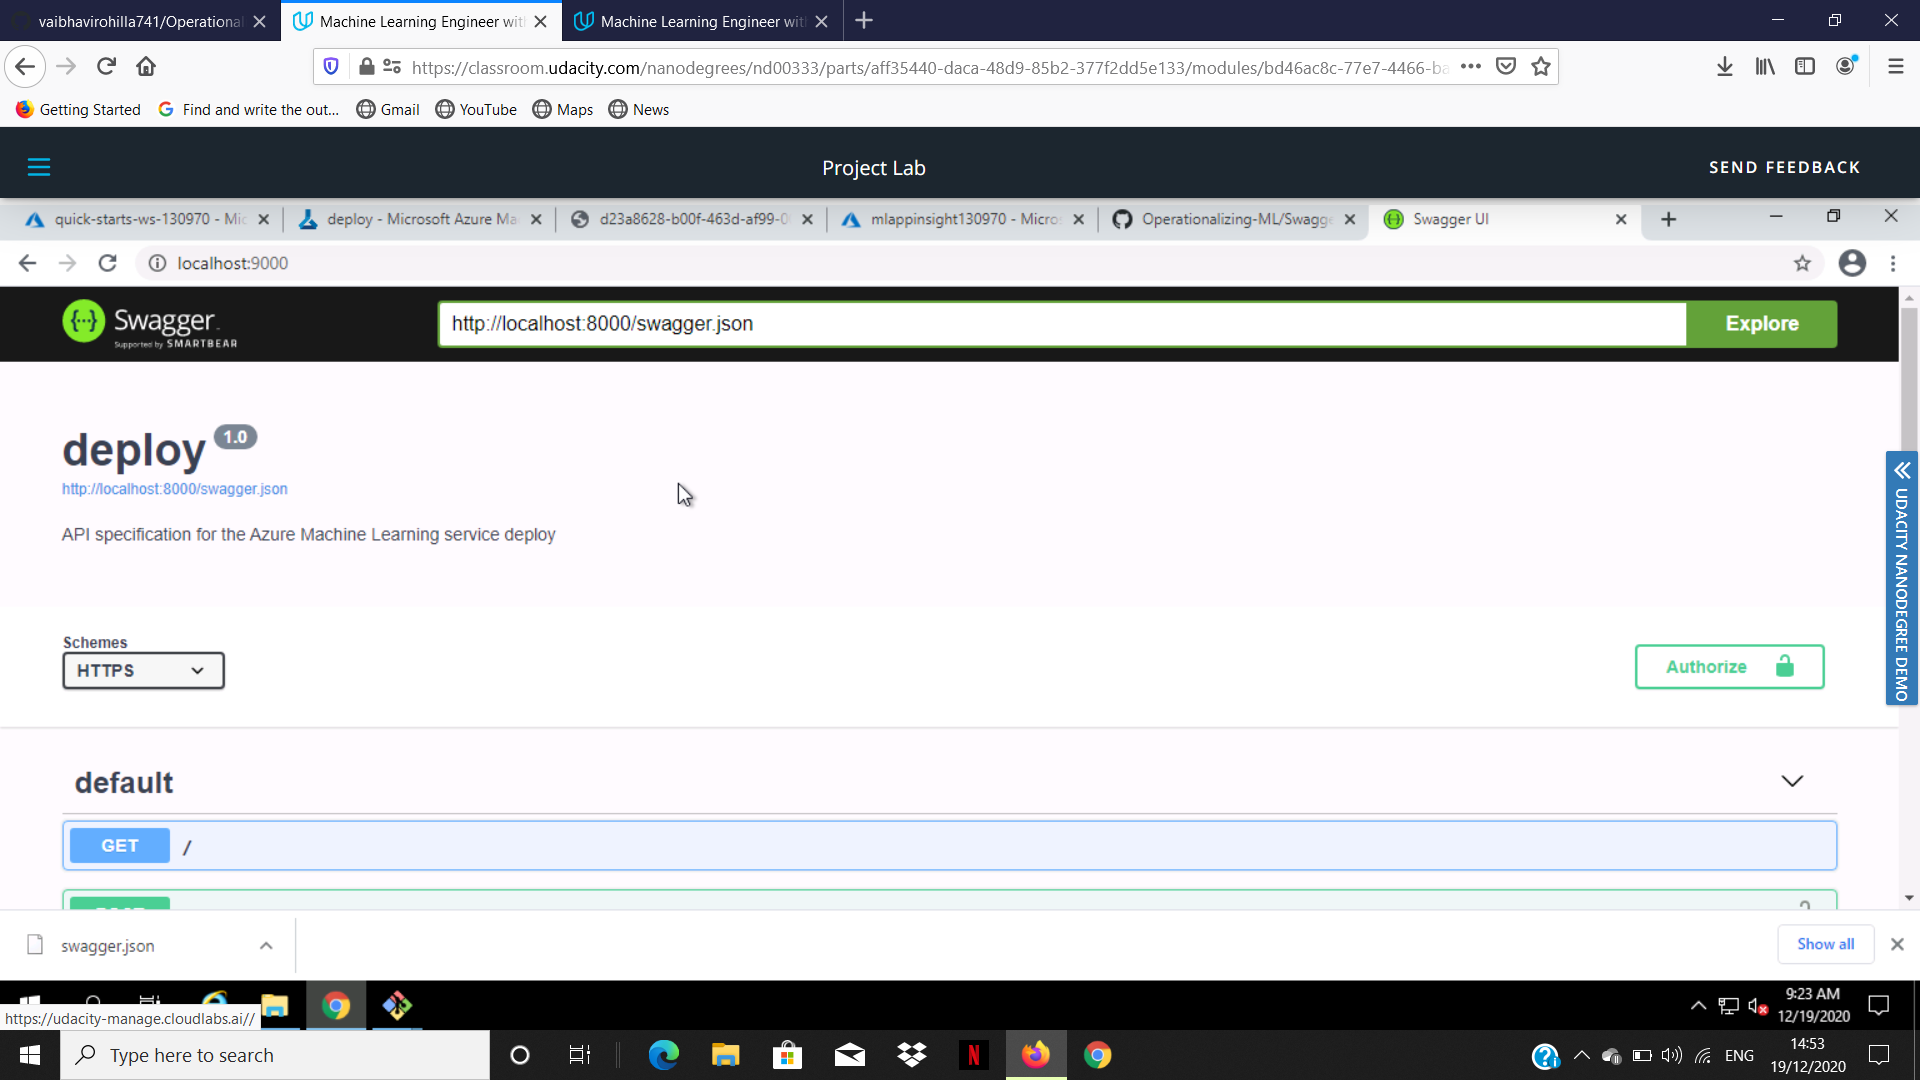 vaibhavirohilla741/Operational
Machine Learning Engineer wit
Machine Learning Engineer wit
https://classroom.udacity.com/nanodegrees/nd00333/parts/aff35440-daca-48d9-85b2-377f2dd5e133/modules/bd46ac8c-77e7-4466-ba
Getting Started
Find and write the out...
Gmail
YouTube
Maps
News
Project Lab
SEND FEEDBACK
quick-starts-ws-130970 - Mic
deploy - Microsoft Azure Ma
d23a8628-b00f-463d-af99-0
mlappinsight130970 - Micros
Operationalizing-ML/Swagge
Swagger UI
localhost:9000
Swagger
Supported by SMARTBEAR
http://localhost:8000/swagger.json
Explore
deploy 1.0
http://localhost:8000/swagger.json
API specification for the Azure Machine Learning service deploy
UDACITY NANODEGREE DEMO
Schemes
HTTPS
Authorize
default
GET /
swagger.json
Show all
9:23 AM
12/19/2020
https://udacity-manage.cloudlabs.ai//
Type here to search
ENG
14:53
19/12/2020